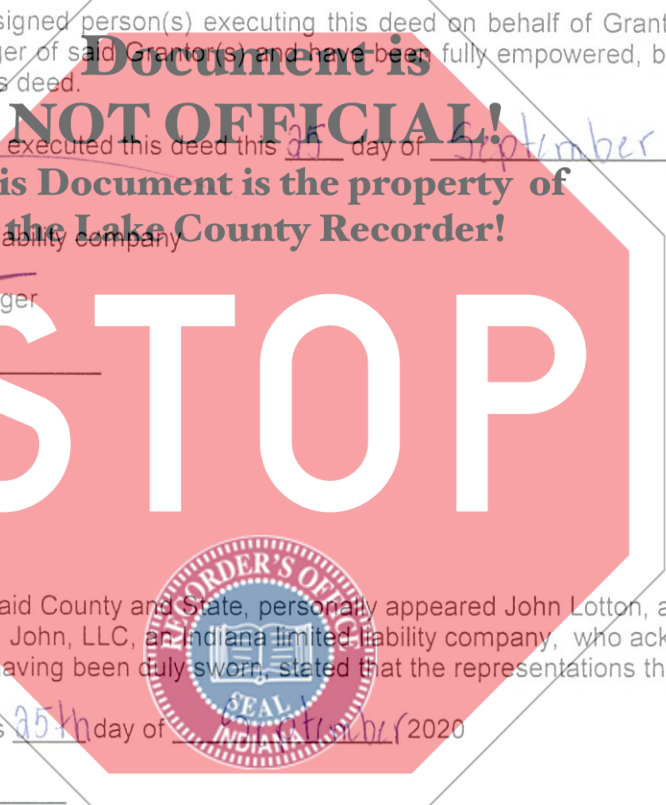 signed person(s) executing this deed on behalf of Grant
ger of said Grantor(s) and have been fully empowered, b
s deed.
Document is
NOT OFFICIAL!
executed this deed this 25 day of September
is Document is the property of
the Lake County Recorder!
ability company
ger
STOP
RECORDER'S OFFICE
aid County and State, personally appeared John Lotton, a
John, LLC, an Indiana limited liability company, who ack
aving been duly sworn, stated that the representations th
SEAL
INDIANA
s 25th day of September 2020